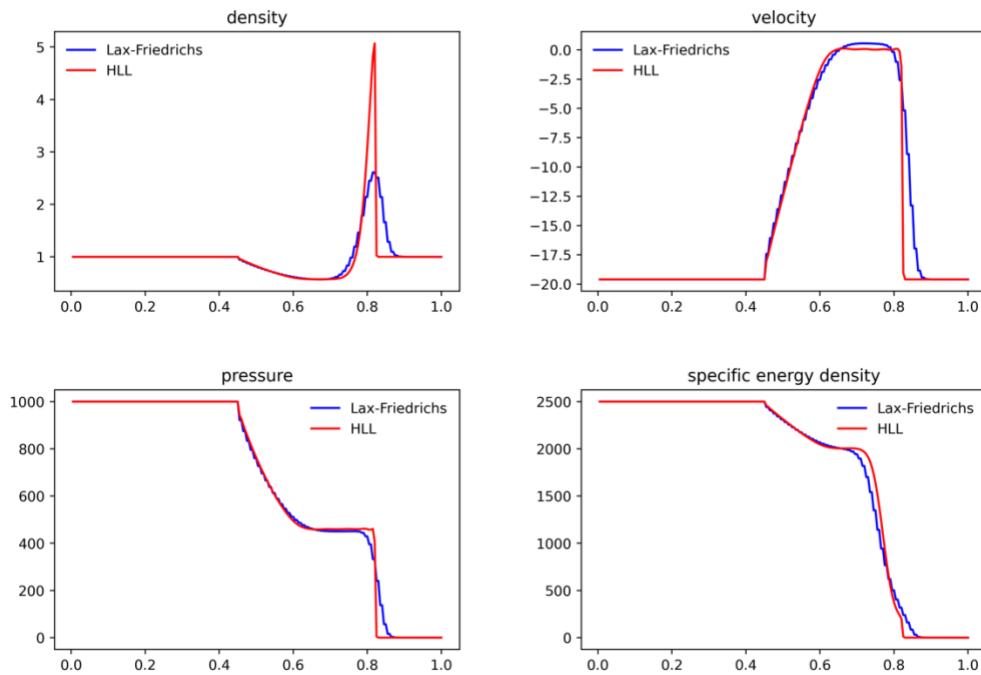 density
5
4
3
2
1
Lax-Friedrichs
HLL
0.0 0.2 0.4 0.6 0.8 1.0
velocity
0.0
−2.5
−5.0
−7.5
−10.0
−12.5
−15.0
−17.5
−20.0
Lax-Friedrichs
HLL
0.0 0.2 0.4 0.6 0.8 1.0
pressure
1000
800
600
400
200
0
Lax-Friedrichs
HLL
0.0 0.2 0.4 0.6 0.8 1.0
specific energy density
2500
2000
1500
1000
500
0
Lax-Friedrichs
HLL
0.0 0.2 0.4 0.6 0.8 1.0